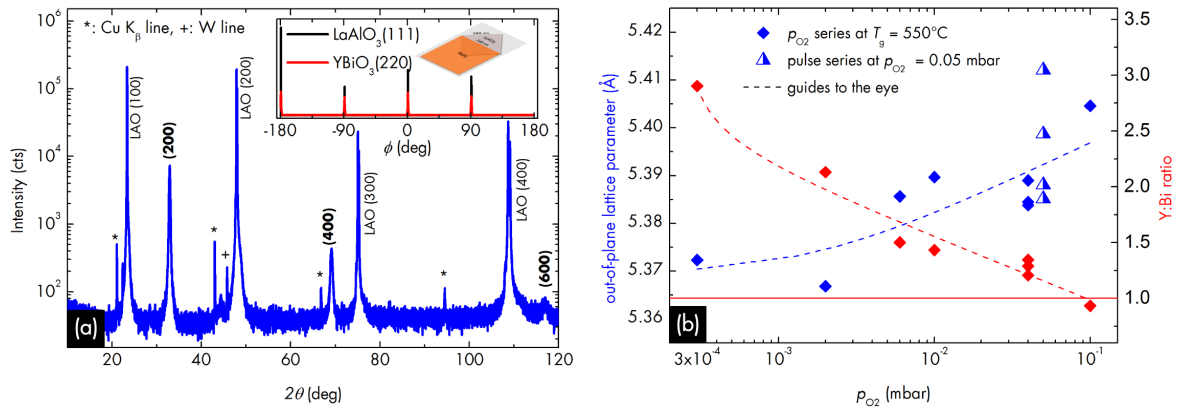 *: Cu Kβ line, +: W line
LaAlO3(111)
YBiO3(220)
-180 -90 0 90 180
ϕ (deg)
Intensity (cts)
10^6
10^5
10^4
10^3
10^2
LAO (100)
(200)
LAO (200)
(400)
LAO (300)
LAO (400)
(600)
*
*
+
*
*
(a)
20 40 60 80 100 120
2θ (deg)
out-of-plane lattice parameter (Å)
5.42
5.41
5.40
5.39
5.38
5.37
5.36
pO2 series at Tg = 550°C
pulse series at pO2 = 0.05 mbar
guides to the eye
3.5
3.0
2.5
2.0
1.5
1.0
Y:Bi ratio
(b)
3x10^-4 10^-3 10^-2 10^-1
pO2 (mbar)